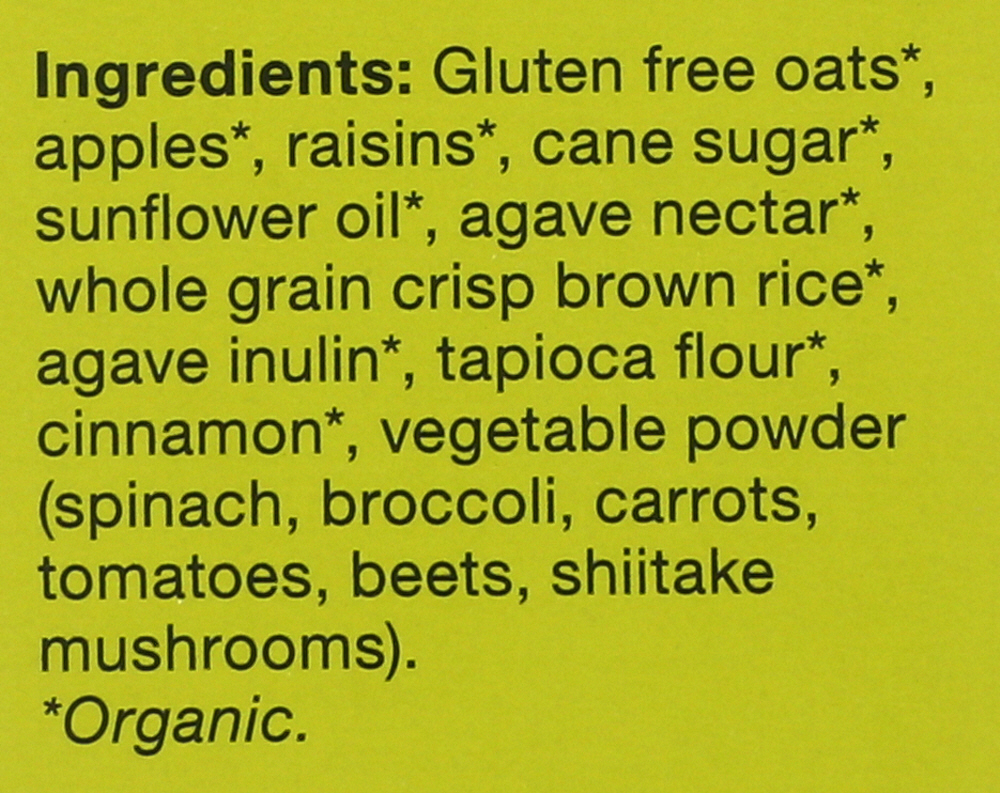 Ingredients: Gluten free oats*,
apples*, raisins*, cane sugar*,
sunflower oil*, agave nectar*,
whole grain crisp brown rice*,
agave inulin*, tapioca flour*,
cinnamon*, vegetable powder
(spinach, broccoli, carrots,
tomatoes, beets, shiitake
mushrooms).
*Organic.